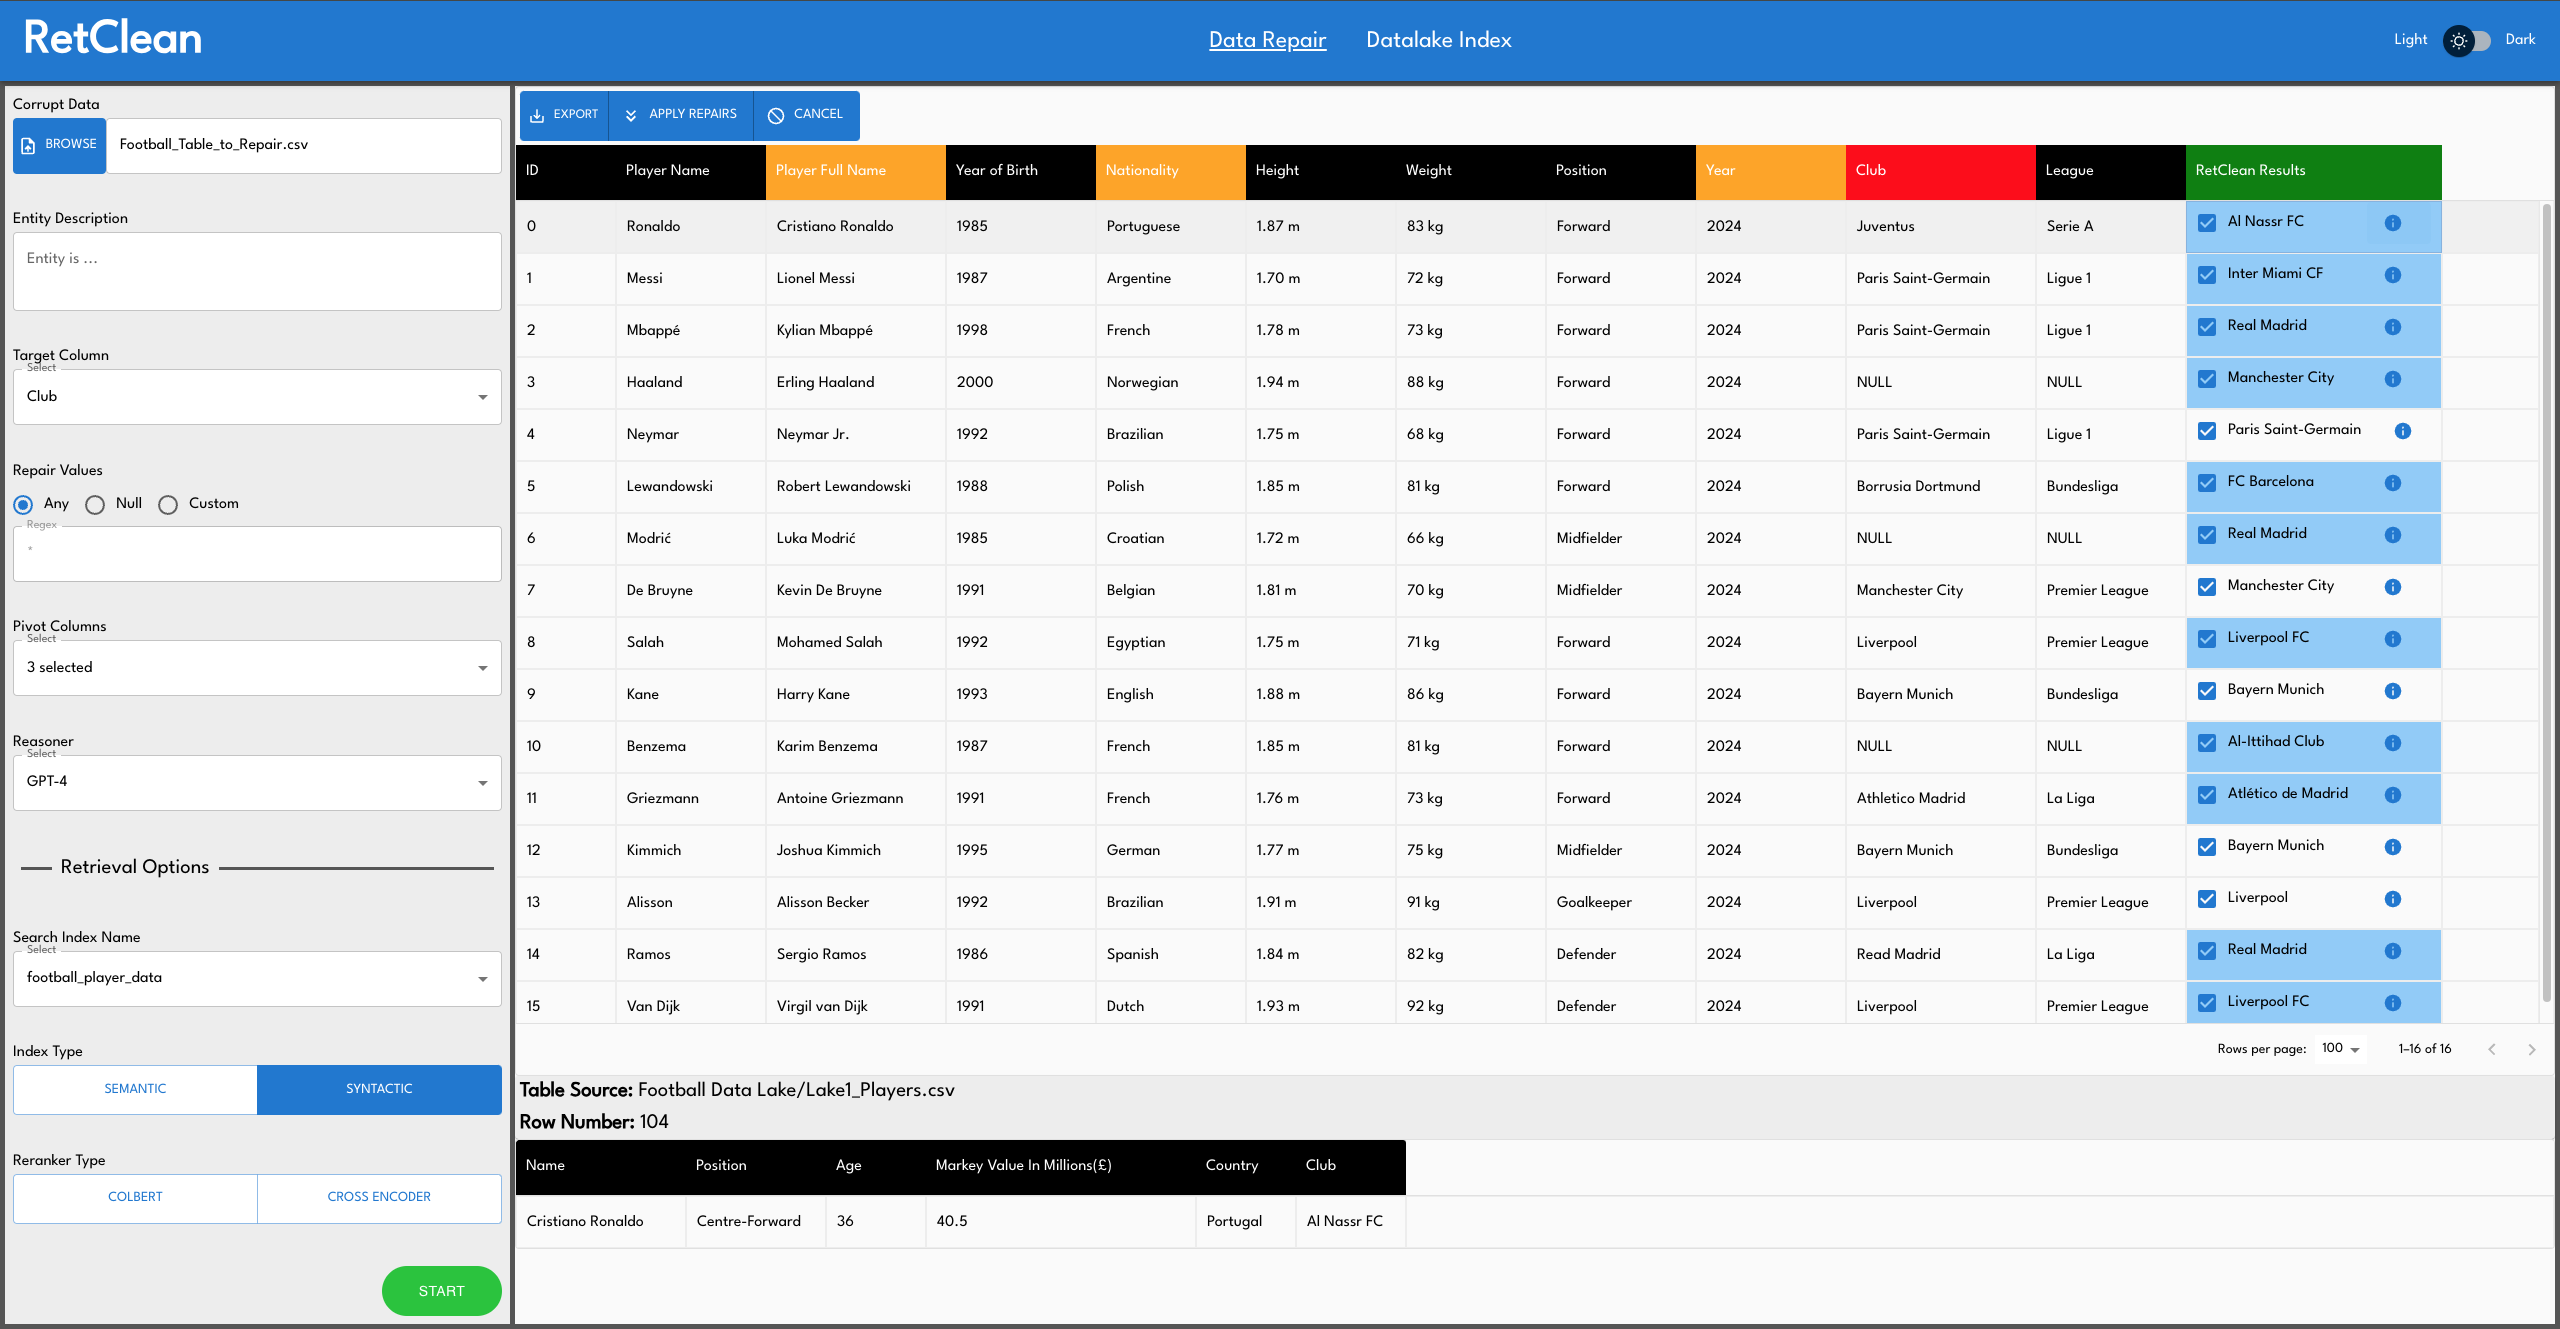 RetClean
Data Repair Datalake Index
Light Dark
Corrupt Data
BROWSE Football_Table_to_Repair.csv
Entity Description
Entity is ...
Target Column
Select
Club
Repair Values
Any Null Custom
Regex
*
Pivot Columns
Select
3 selected
Reasoner
Select
GPT-4
Retrieval Options
Search Index Name
Select
football_player_data
Index Type
SEMANTIC SYNTACTIC
Reranker Type
COLBERT CROSS ENCODER
START
EXPORT APPLY REPAIRS CANCEL
ID Player Name Player Full Name Year of Birth Nationality Height Weight Position Year Club League RetClean Results
0 Ronaldo Cristiano Ronaldo 1985 Portuguese 1.87 m 83 kg Forward 2024 Juventus Serie A Al Nassr FC
1 Messi Lionel Messi 1987 Argentine 1.70 m 72 kg Forward 2024 Paris Saint-Germain Ligue 1 Inter Miami CF
2 Mbappé Kylian Mbappé 1998 French 1.78 m 73 kg Forward 2024 Paris Saint-Germain Ligue 1 Real Madrid
3 Haaland Erling Haaland 2000 Norwegian 1.94 m 88 kg Forward 2024 NULL NULL Manchester City
4 Neymar Neymar Jr. 1992 Brazilian 1.75 m 68 kg Forward 2024 Paris Saint-Germain Ligue 1 Paris Saint-Germain
5 Lewandowski Robert Lewandowski 1988 Polish 1.85 m 81 kg Forward 2024 Borrusia Dortmund Bundesliga FC Barcelona
6 Modrić Luka Modrić 1985 Croatian 1.72 m 66 kg Midfielder 2024 NULL NULL Real Madrid
7 De Bruyne Kevin De Bruyne 1991 Belgian 1.81 m 70 kg Midfielder 2024 Manchester City Premier League Manchester City
8 Salah Mohamed Salah 1992 Egyptian 1.75 m 71 kg Forward 2024 Liverpool Premier League Liverpool FC
9 Kane Harry Kane 1993 English 1.88 m 86 kg Forward 2024 Bayern Munich Bundesliga Bayern Munich
10 Benzema Karim Benzema 1987 French 1.85 m 81 kg Forward 2024 NULL NULL Al-Ittihad Club
11 Griezmann Antoine Griezmann 1991 French 1.76 m 73 kg Forward 2024 Athletico Madrid La Liga Atlético de Madrid
12 Kimmich Joshua Kimmich 1995 German 1.77 m 75 kg Midfielder 2024 Bayern Munich Bundesliga Bayern Munich
13 Alisson Alisson Becker 1992 Brazilian 1.91 m 91 kg Goalkeeper 2024 Liverpool Premier League Liverpool
14 Ramos Sergio Ramos 1986 Spanish 1.84 m 82 kg Defender 2024 Read Madrid La Liga Real Madrid
15 Van Dijk Virgil van Dijk 1991 Dutch 1.93 m 92 kg Defender 2024 Liverpool Premier League Liverpool FC
Rows per page: 100 1–16 of 16
Table Source: Football Data Lake/Lake1_Players.csv
Row Number: 104
Name Position Age Markey Value In Millions(£) Country Club
Cristiano Ronaldo Centre-Forward 36 40.5 Portugal Al Nassr FC